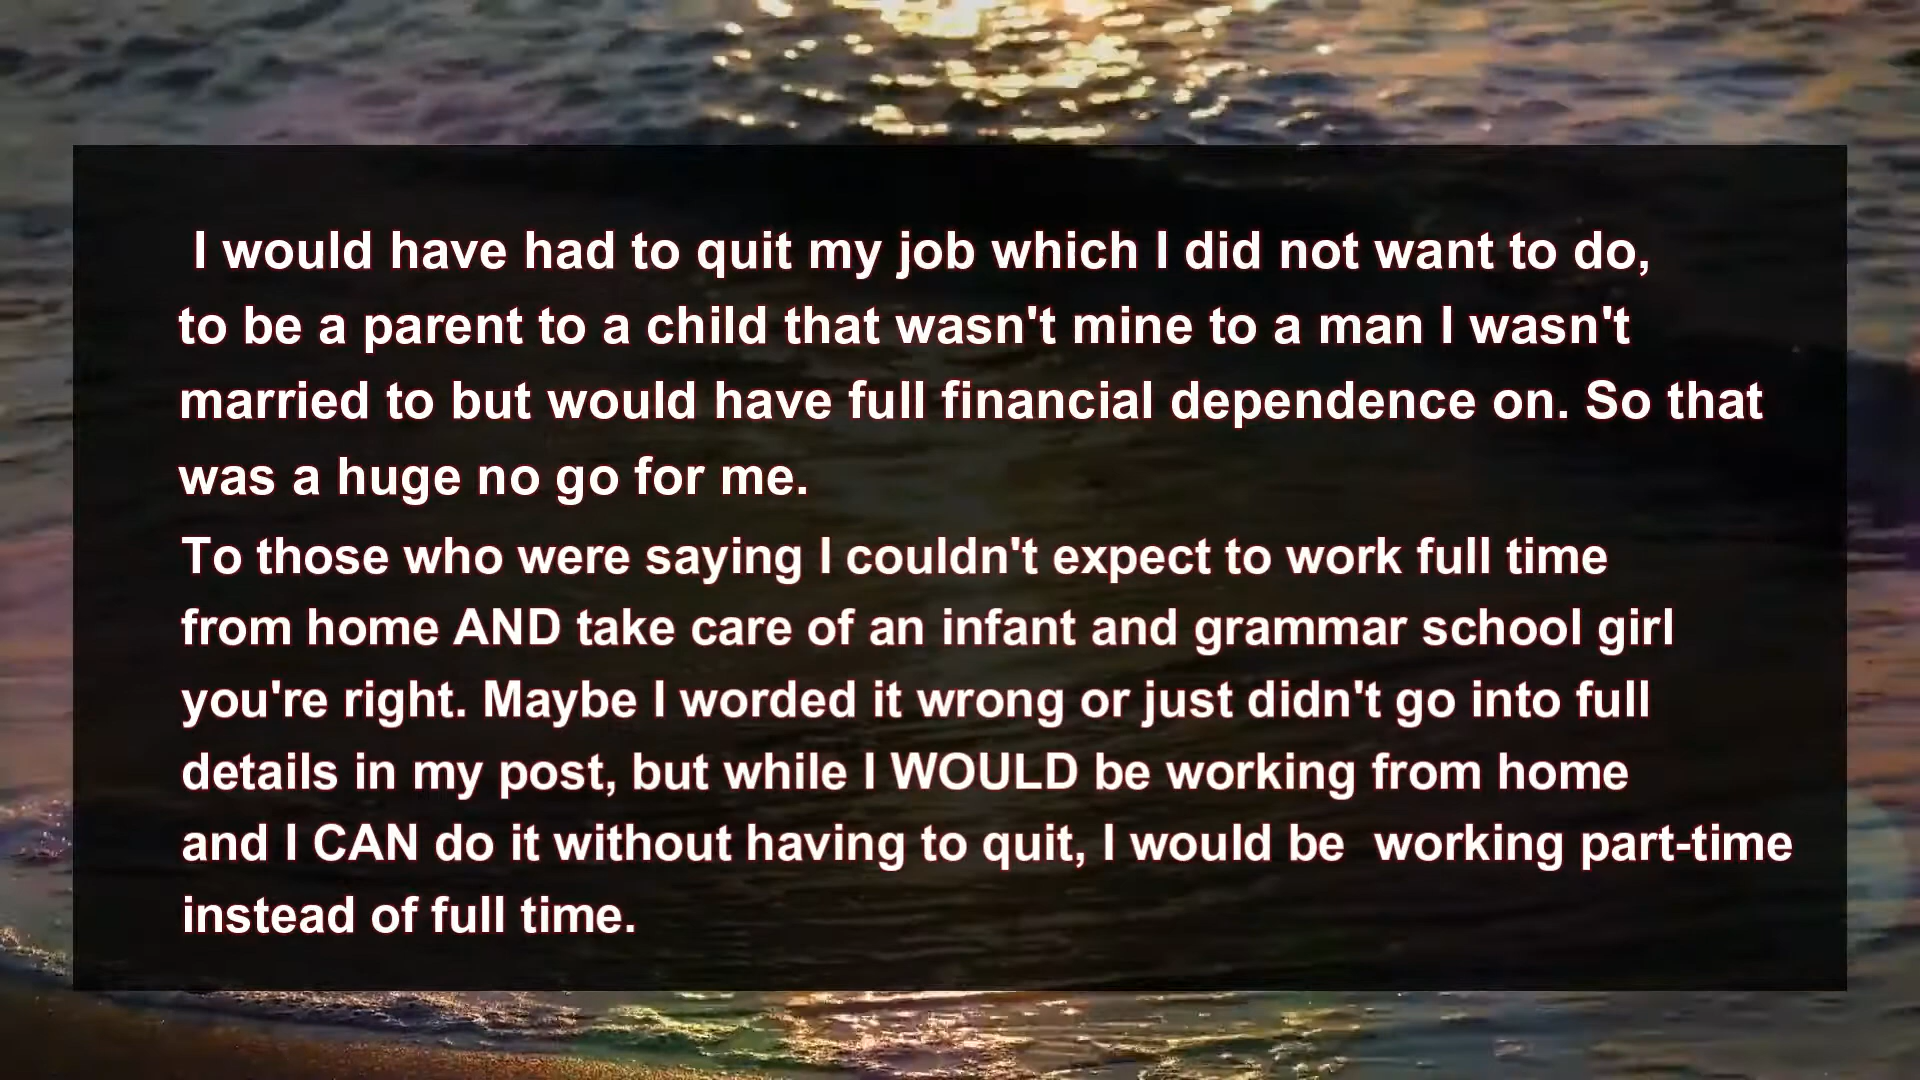 I would have had to quit my job which I did not want to do,
to be a parent to a child that wasn't mine to a man I wasn't
married to but would have full financial dependence on. So that
was a huge no go for me.
To those who were saying I couldn't expect to work full time
from home AND take care of an infant and grammar school girl
you're right. Maybe I worded it wrong or just didn't go into full
details in my post, but while I WOULD be working from home
and I CAN do it without having to quit, I would be  working part-time
instead of full time.